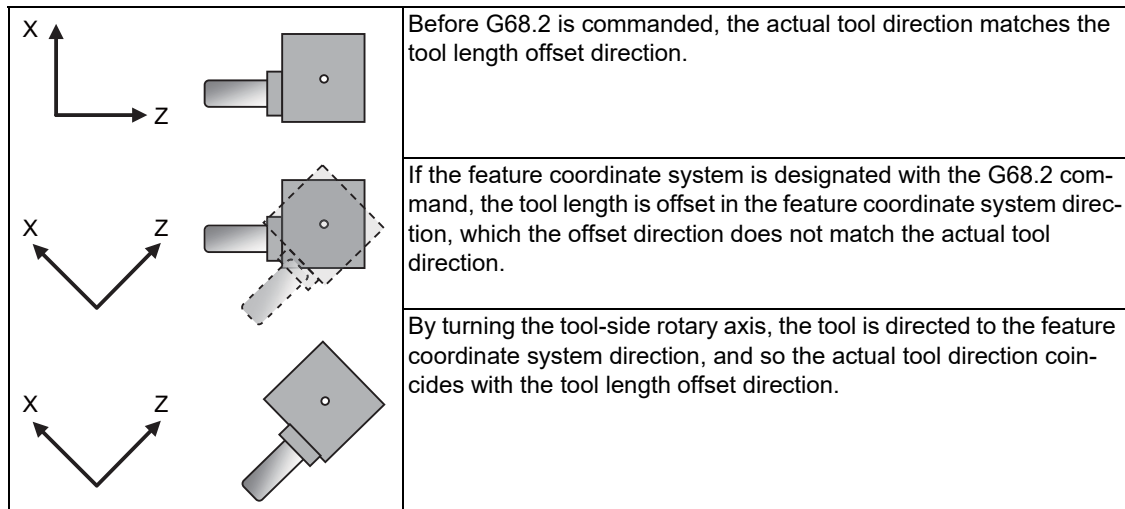 X
Z
Before G68.2 is commanded, the actual tool direction matches the
tool length offset direction.
X
Z
If the feature coordinate system is designated with the G68.2 com-
mand, the tool length is offset in the feature coordinate system direc-
tion, which the offset direction does not match the actual tool
direction.
X
Z
By turning the tool-side rotary axis, the tool is directed to the feature
coordinate system direction, and so the actual tool direction coin-
cides with the tool length offset direction.